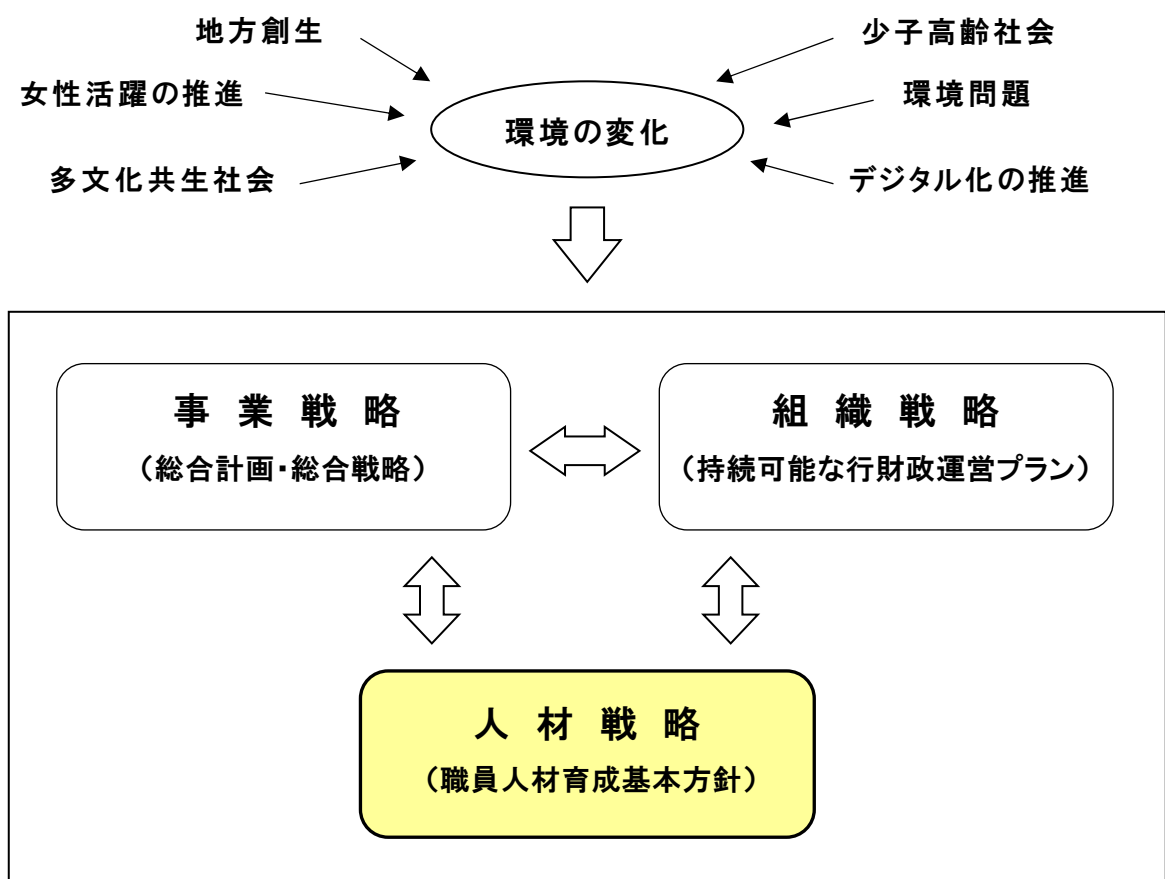 地方創生
少子高齢社会
女性活躍の推進
環境問題
環境の変化
多文化共生社会
デジタル化の推進
事業戦略
（総合計画・総合戦略）
組織戦略
（持続可能な行財政運営プラン）
人材戦略
（職員人材育成基本方針）